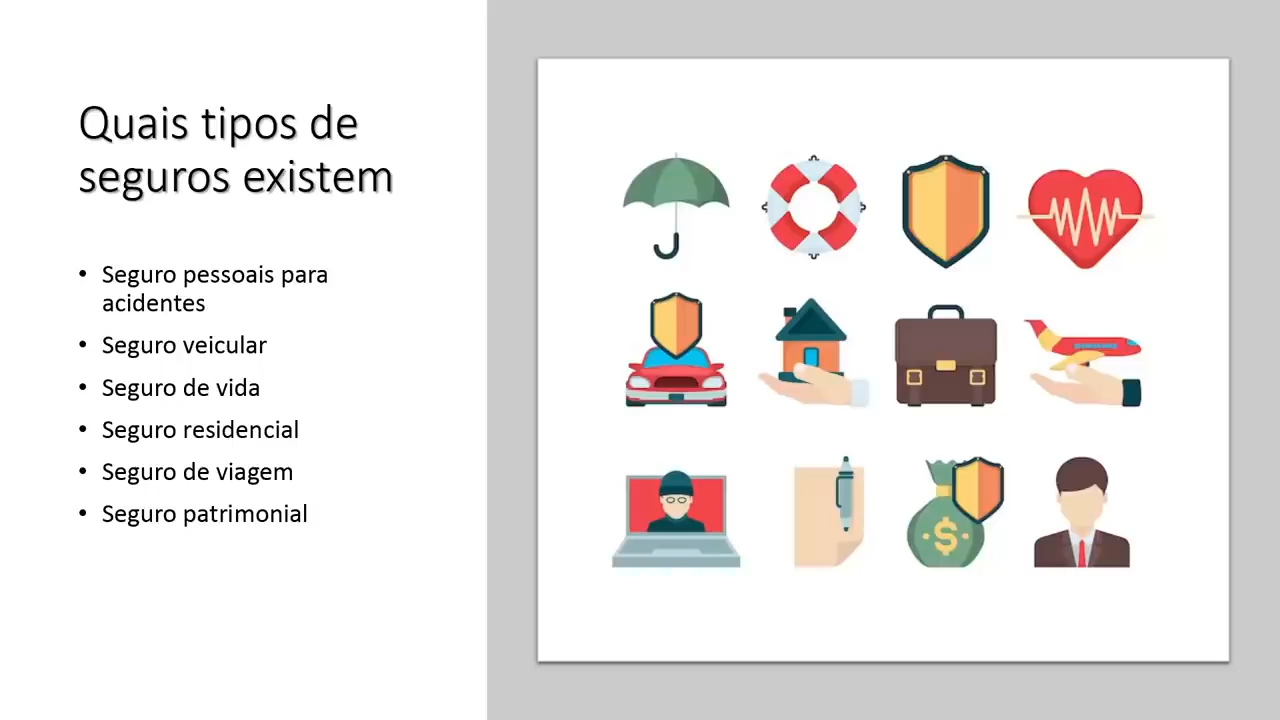 Quais tipos de
seguros existem
• Seguro pessoais para
acidentes
• Seguro veicular
• Seguro de vida
• Seguro residencial
• Seguro de viagem
• Seguro patrimonial
$